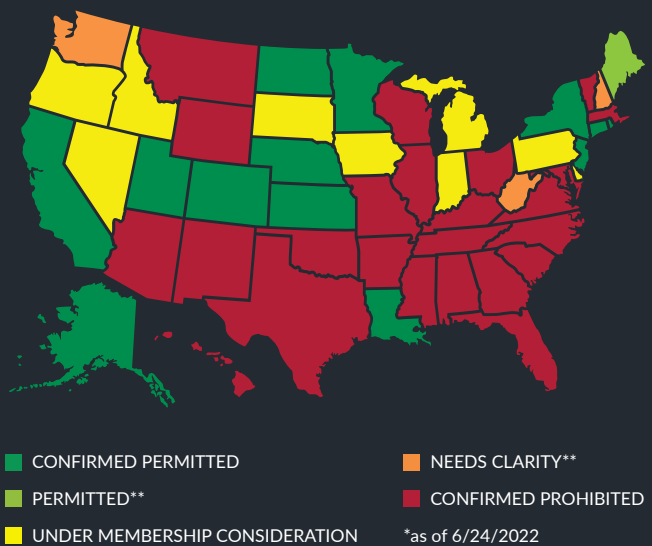 CONFIRMED PERMITTED
PERMITTED**
UNDER MEMBERSHIP CONSIDERATION
NEEDS CLARITY**
CONFIRMED PROHIBITED
*as of 6/24/2022